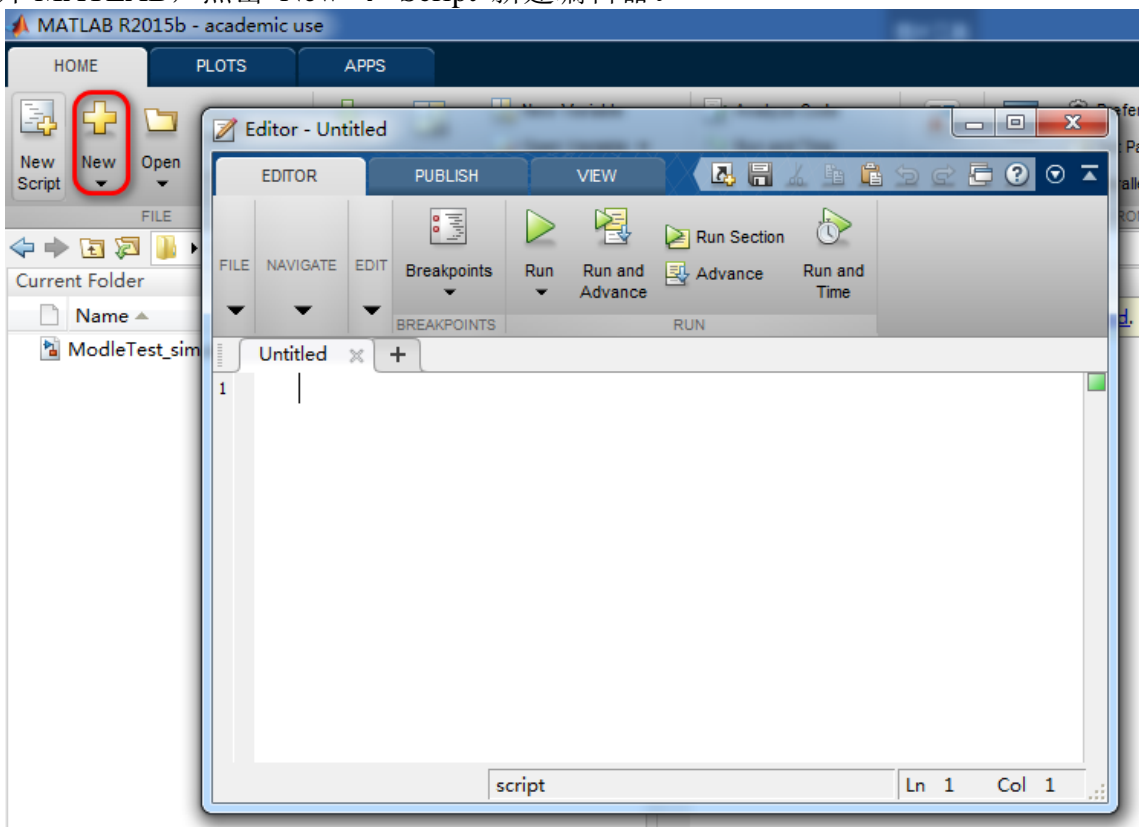 MATLAB R2015b - academic use
HOME PLOTS APPS
New Script
New
Open
FILE
Current Folder
Name
ModleTest_sim
Editor - Untitled
EDITOR PUBLISH VIEW
FILE NAVIGATE EDIT
Breakpoints
Run
Run and Advance
Run Section
Advance
Run and Time
BREAKPOINTS RUN
Untitled
1
script
Ln 1 Col 1